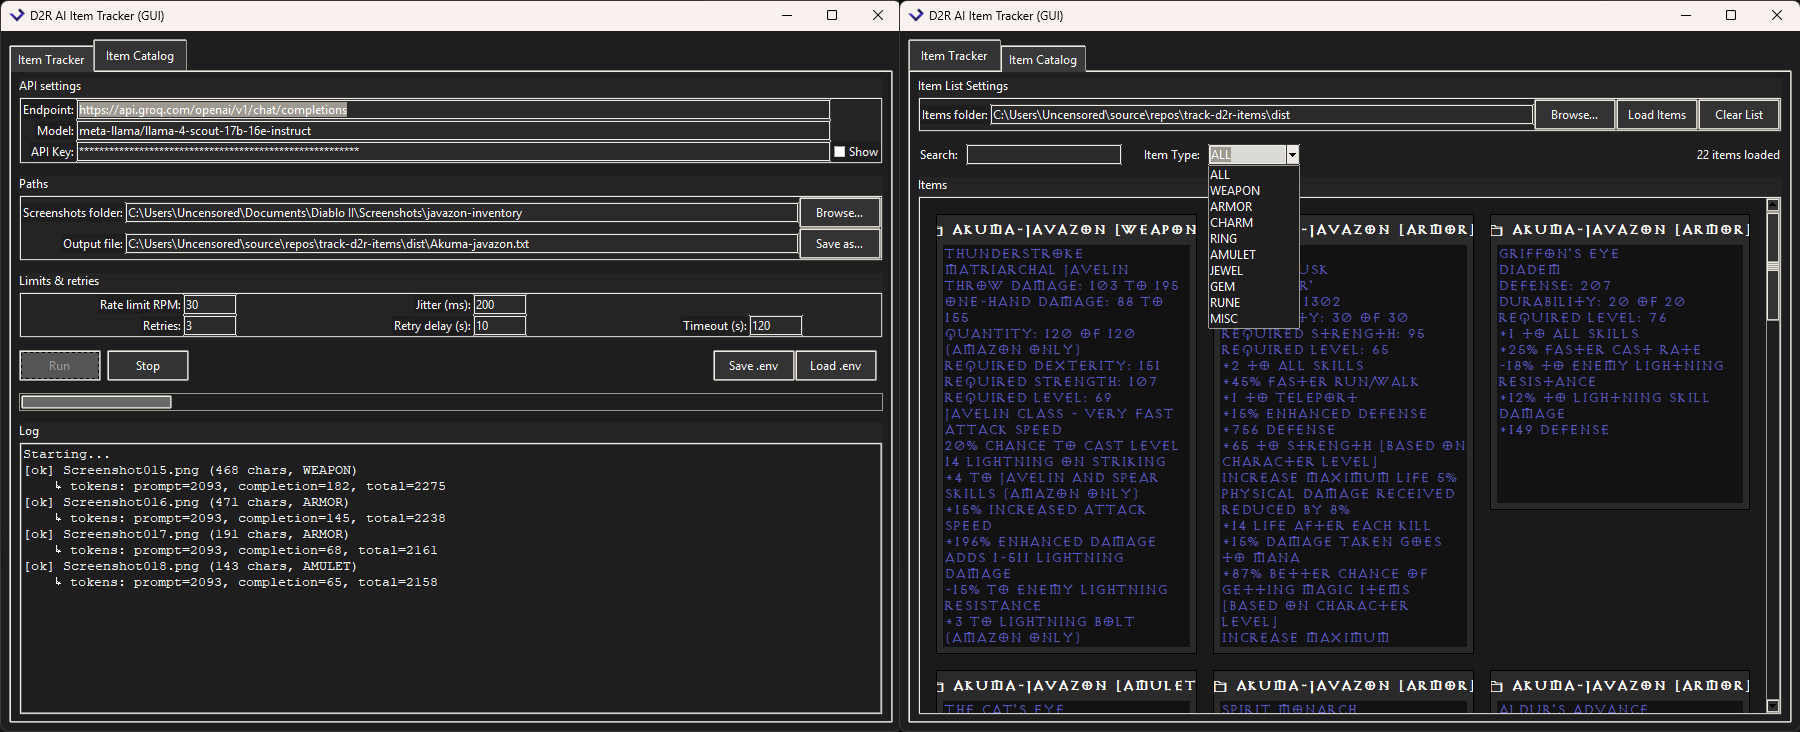 D2R AI Item Tracker (GUI)
Item Tracker
Item Catalog
API settings
Endpoint: https://api.groq.com/openai/v1/chat/completions
Model: meta-llama/llama-4-scout-17b-16e-instruct
API Key: ******************************************************** Show
Paths
Screenshots folder: C:\Users\Uncensored\Documents\Diablo II\Screenshots\javazon-inventory Browse...
Output file: C:\Users\Uncensored\source\repos\track-d2r-items\dist\Akuma-javazon.txt Save as...
Limits & retries
Rate limit RPM: 30 Jitter (ms): 200
Retries: 3 Retry delay (s): 10 Timeout (s): 120
Run Stop Save .env Load .env
Log
Starting...
[ok] Screenshot015.png (468 chars, WEAPON)
↳ tokens: prompt=2093, completion=182, total=2275
[ok] Screenshot016.png (471 chars, ARMOR)
↳ tokens: prompt=2093, completion=145, total=2238
[ok] Screenshot017.png (191 chars, ARMOR)
↳ tokens: prompt=2093, completion=68, total=2161
[ok] Screenshot018.png (143 chars, AMULET)
↳ tokens: prompt=2093, completion=65, total=2158
D2R AI Item Tracker (GUI)
Item Tracker
Item Catalog
Item List Settings
Items folder: C:\Users\Uncensored\source\repos\track-d2r-items\dist Browse... Load Items Clear List
Search: Item Type: ALL 22 items loaded
ALL
WEAPON
ARMOR
CHARM
RING
AMULET
JEWEL
GEM
RUNE
MISC
Items
AKUMA-JAVAZON [WEAPON
THUNDERSTROKE
MATRIARCHAL JAVELIN
THROW DAMAGE: 103 TO 195
ONE-HAND DAMAGE: 88 TO
155
QUANTITY: 120 OF 120
(AMAZON ONLY)
REQUIRED DEXTERITY: 151
REQUIRED STRENGTH: 107
REQUIRED LEVEL: 69
JAVELIN CLASS - VERY FAST
ATTACK SPEED
20% CHANCE TO CAST LEVEL
14 LIGHTNING ON STRIKING
+4 TO JAVELIN AND SPEAR
SKILLS (AMAZON ONLY)
+15% INCREASED ATTACK
SPEED
+196% ENHANCED DAMAGE
ADDS 1-511 LIGHTNING
DAMAGE
-15% TO ENEMY LIGHTNING
RESISTANCE
+3 TO LIGHTNING BOLT
(AMAZON ONLY)
-JAVAZON [ARMOR]
USK
R'
1302
TY: 30 OF 30
REQUIRED STRENGTH: 95
REQUIRED LEVEL: 65
+2 TO ALL SKILLS
+45% FASTER RUN/WALK
+1 TO TELEPORT
+15% ENHANCED DEFENSE
+756 DEFENSE
+65 TO STRENGTH [BASED ON
CHARACTER LEVEL]
INCREASE MAXIMUM LIFE 5%
PHYSICAL DAMAGE RECEIVED
REDUCED BY 8%
+14 LIFE AFTER EACH KILL
+15% DAMAGE TAKEN GOES
TO MANA
+87% BETTER CHANCE OF
GETTING MAGIC ITEMS
[BASED ON CHARACTER
LEVEL]
INCREASE MAXIMUM
AKUMA-JAVAZON [ARMOR]
GRIFFON'S EYE
DIADEM
DEFENSE: 207
DURABILITY: 20 OF 20
REQUIRED LEVEL: 76
+1 TO ALL SKILLS
+25% FASTER CAST RATE
-18% TO ENEMY LIGHTNING
RESISTANCE
+12% TO LIGHTNING SKILL
DAMAGE
+149 DEFENSE
AKUMA-JAVAZON [AMULET
THE CAT'S EYE
AKUMA-JAVAZON [ARMOR]
SPIRIT MONARCH
AKUMA-JAVAZON [ARMOR]
ALDUR'S ADVANCE